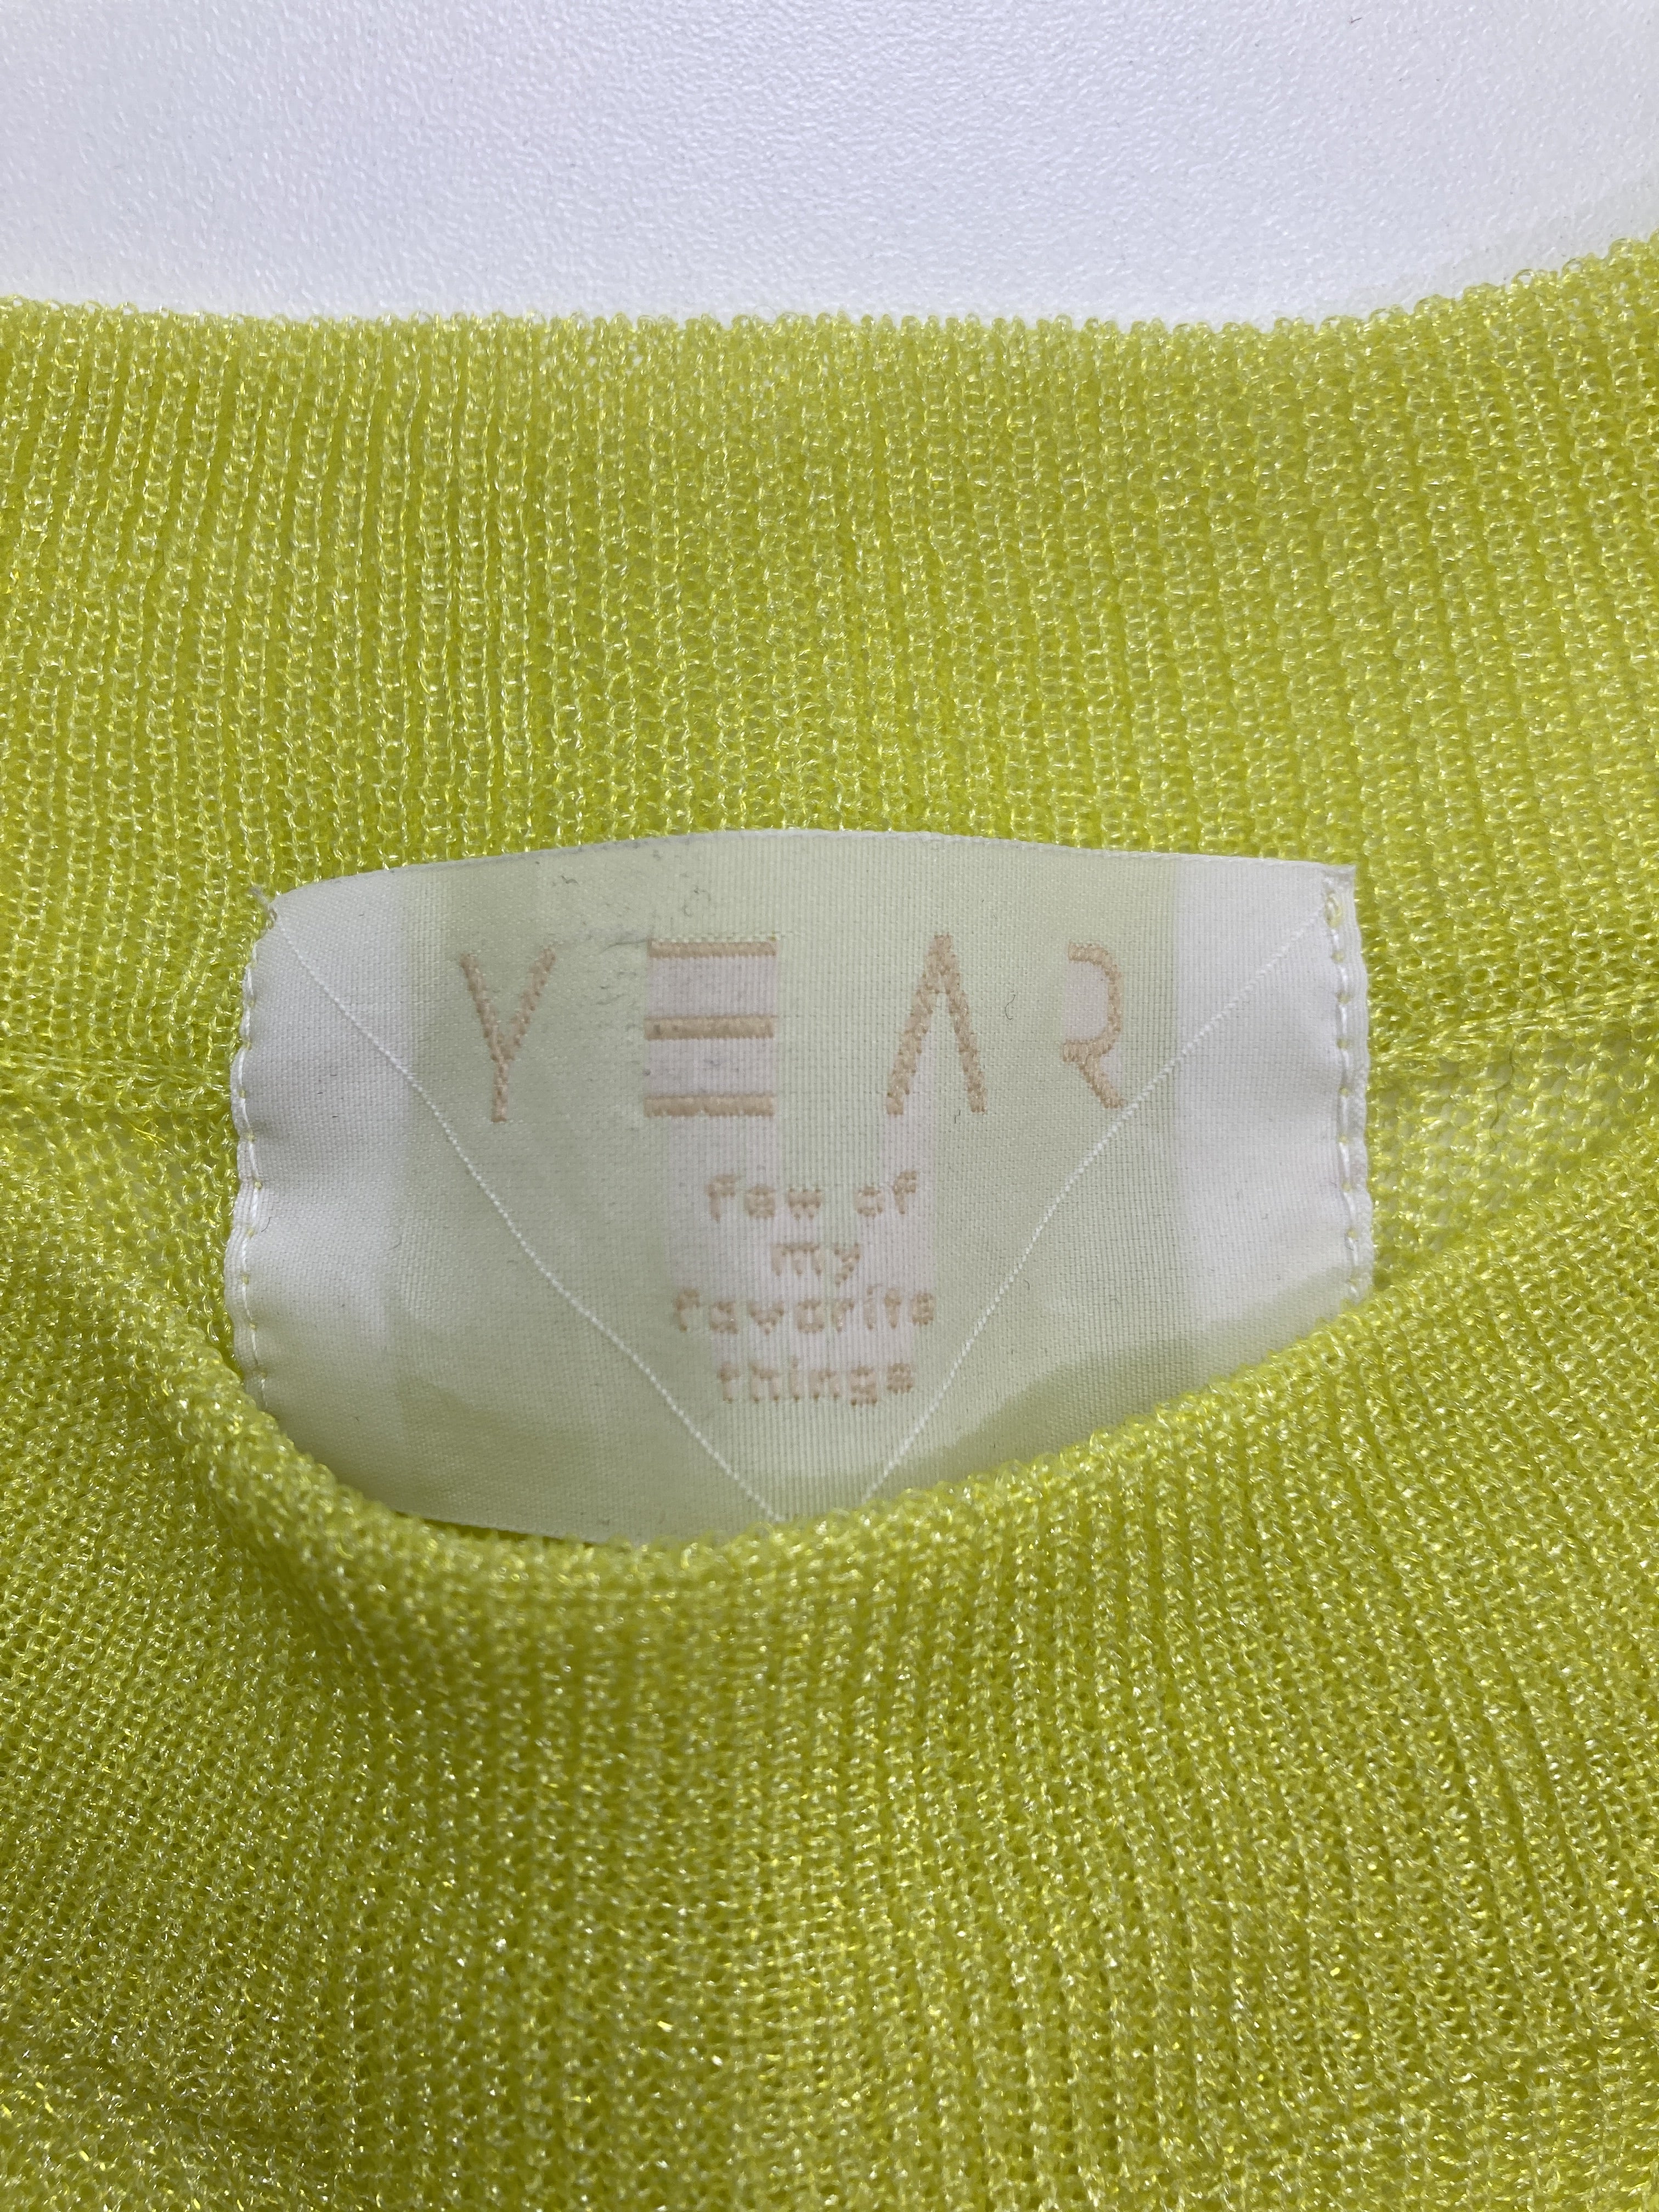 YEAR
few of
my
favorite
things